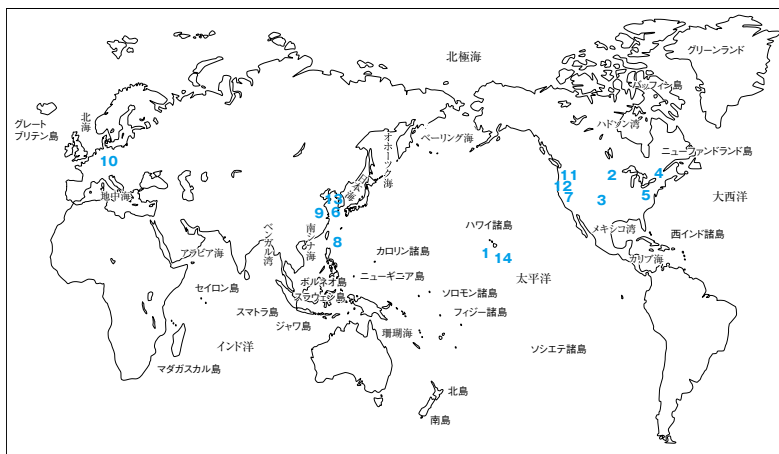 北極海
グリーンランド
バッフィン島
ハドソン湾
ニューファンドランド島
北海
グレート
ブリテン島
オホーツク海
ベーリング海
10
11
2
4
12
7
3
5
大西洋
地中海
日本海
13
9
6
南シナ海
8
ベンガル湾
アラビア海
ハワイ諸島
1
14
メキシコ湾
西インド諸島
カリブ海
カロリン諸島
太平洋
セイロン島
ボルネオ島
ニューギニア島
スラウェシ島
スマトラ島
ソロモン諸島
ジャワ島
フィジー諸島
珊瑚海
インド洋
ソシエテ諸島
マダガスカル島
北島
南島